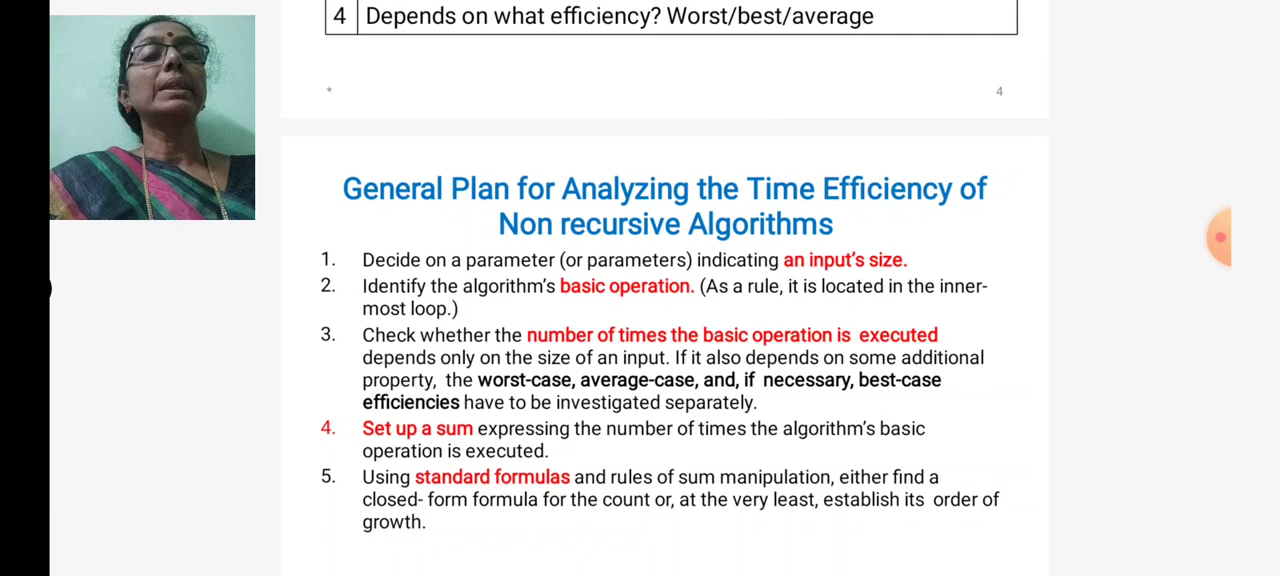 4 Depends on what efficiency? Worst/best/average
* 4
General Plan for Analyzing the Time Efficiency of
Non recursive Algorithms
1. Decide on a parameter (or parameters) indicating an input's size.
2. Identify the algorithm's basic operation. (As a rule, it is located in the inner-
most loop.)
3. Check whether the number of times the basic operation is executed
depends only on the size of an input. If it also depends on some additional
property, the worst-case, average-case, and, if necessary, best-case
efficiencies have to be investigated separately.
4. Set up a sum expressing the number of times the algorithm's basic
operation is executed.
5. Using standard formulas and rules of sum manipulation, either find a
closed- form formula for the count or, at the very least, establish its order of
growth.